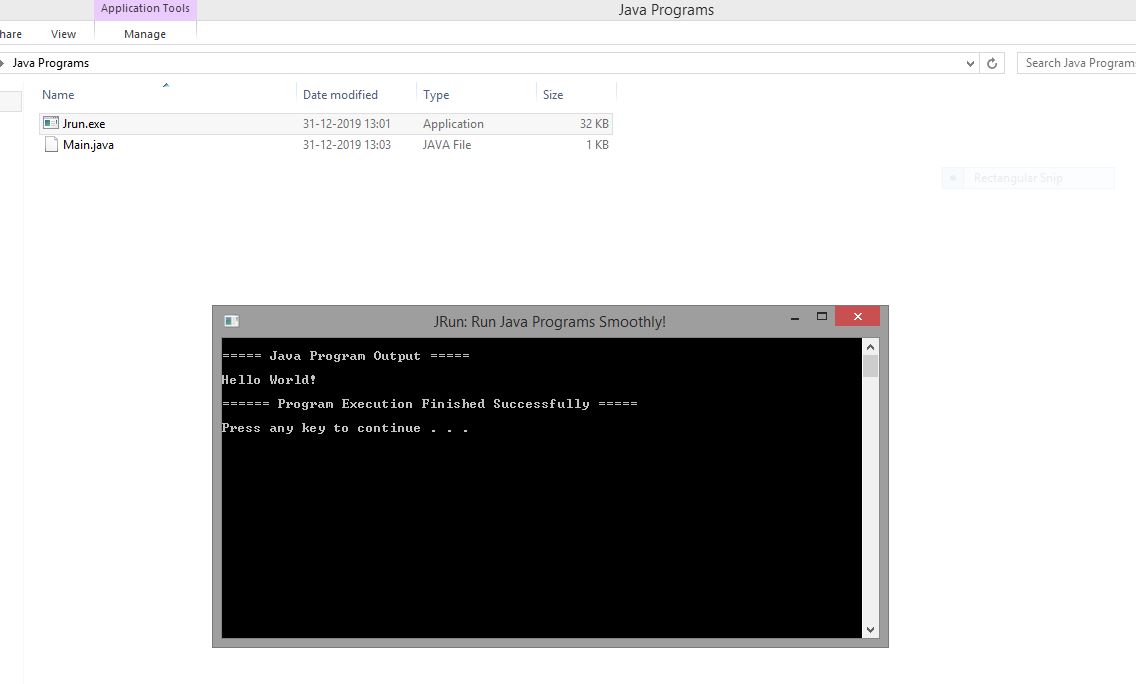 Application Tools
Java Programs
hare View Manage
Java Programs
Search Java Program
Name Date modified Type Size
Jrun.exe 31-12-2019 13:01 Application 32 KB
Main.java 31-12-2019 13:03 JAVA File 1 KB
Rectangular Snip
JRun: Run Java Programs Smoothly!
===== Java Program Output =====
Hello World!
====== Program Execution Finished Successfully =====
Press any key to continue . . .